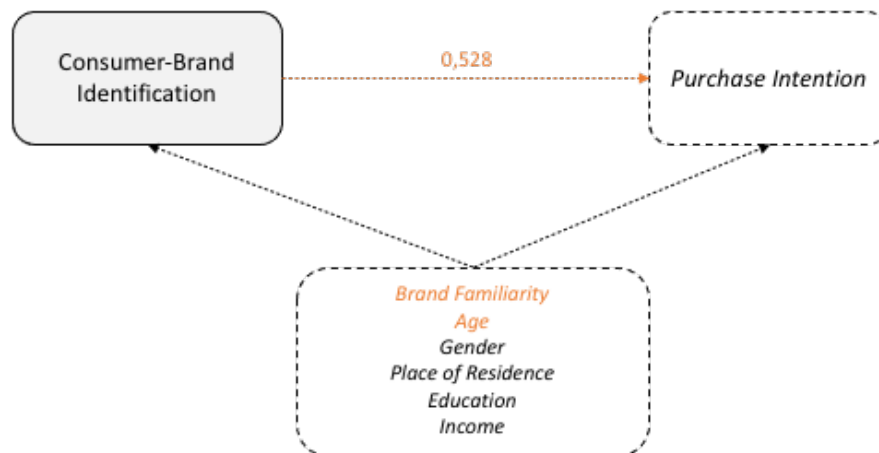 Consumer-Brand
Identification
0,528
Purchase Intention
Brand Familiarity
Age
Gender
Place of Residence
Education
Income